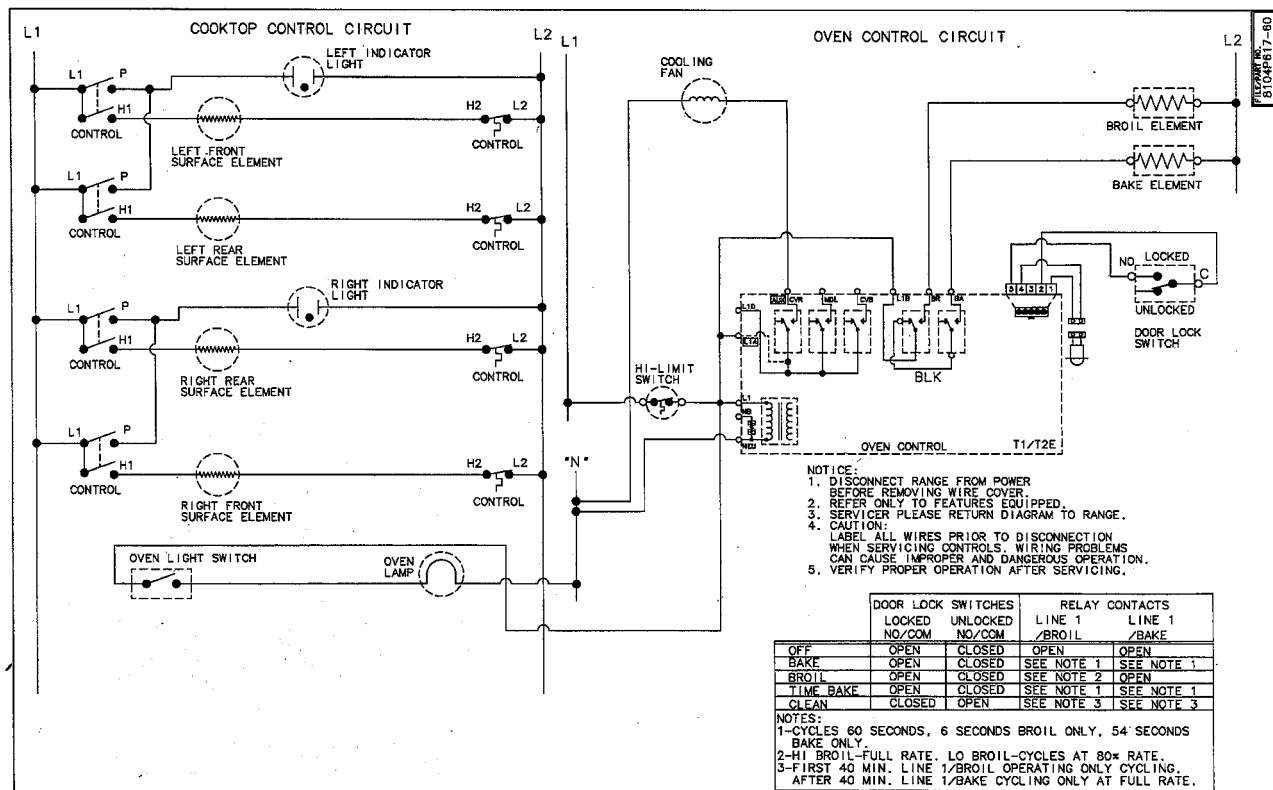 COOKTOP CONTROL CIRCUIT
OVEN CONTROL CIRCUIT
FILE/PART NO.
8104P617-60
L1
L2
L1
L2
LEFT INDICATOR
LIGHT
L1
P
H1
CONTROL
LEFT FRONT
SURFACE ELEMENT
H2
L2
CONTROL
L1
P
H1
CONTROL
LEFT REAR
SURFACE ELEMENT
H2
L2
CONTROL
RIGHT INDICATOR
LIGHT
L1
P
H1
CONTROL
RIGHT REAR
SURFACE ELEMENT
H2
L2
CONTROL
L1
P
H1
CONTROL
RIGHT FRONT
SURFACE ELEMENT
H2
L2
CONTROL
OVEN LIGHT SWITCH
OVEN
LAMP
"N"
COOLING
FAN
BROIL ELEMENT
BAKE ELEMENT
HI-LIMIT
SWITCH
L1D
AUX
CVR
MDL
CVB
L1B
BR
BA
L1A
L1
NB
NEU
BLK
OVEN CONTROL
T1/T2E
5 4 3 2 1
NO
LOCKED
C
UNLOCKED
DOOR LOCK
SWITCH
NOTICE:
1. DISCONNECT RANGE FROM POWER
BEFORE REMOVING WIRE COVER.
2. REFER ONLY TO FEATURES EQUIPPED.
3. SERVICER PLEASE RETURN DIAGRAM TO RANGE.
4. CAUTION:
LABEL ALL WIRES PRIOR TO DISCONNECTION
WHEN SERVICING CONTROLS. WIRING PROBLEMS
CAN CAUSE IMPROPER AND DANGEROUS OPERATION.
5. VERIFY PROPER OPERATION AFTER SERVICING.
DOOR LOCK SWITCHES RELAY CONTACTS
LOCKED UNLOCKED LINE 1 LINE 1
NO/COM NO/COM /BROIL /BAKE
OFF OPEN CLOSED OPEN OPEN
BAKE OPEN CLOSED SEE NOTE 1 SEE NOTE 1
BROIL OPEN CLOSED SEE NOTE 2 OPEN
TIME BAKE OPEN CLOSED SEE NOTE 1 SEE NOTE 1
CLEAN CLOSED OPEN SEE NOTE 3 SEE NOTE 3
NOTES:
1-CYCLES 60 SECONDS, 6 SECONDS BROIL ONLY, 54 SECONDS
BAKE ONLY.
2-HI BROIL-FULL RATE. LO BROIL-CYCLES AT 80% RATE.
3-FIRST 40 MIN. LINE 1/BROIL OPERATING ONLY CYCLING.
AFTER 40 MIN. LINE 1/BAKE CYCLING ONLY AT FULL RATE.